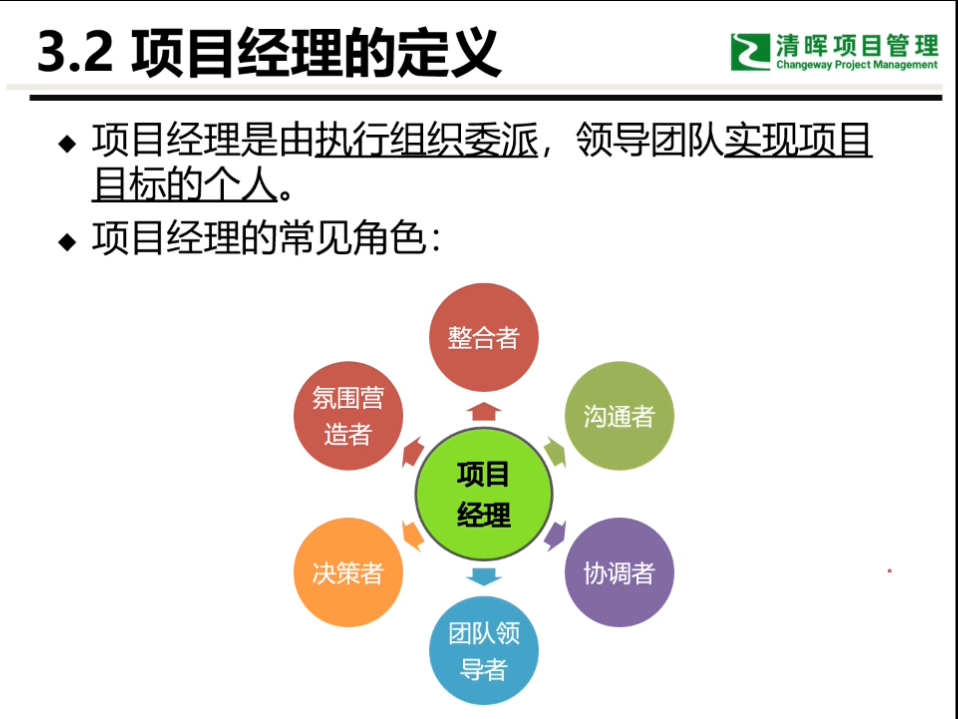 3.2 项目经理的定义
清晖项目管理
Changeway Project Management
项目经理是由执行组织委派，领导团队实现项目
目标的个人。
项目经理的常见角色：
整合者
氛围营
造者
沟通者
项目
经理
决策者
协调者
团队领
导者